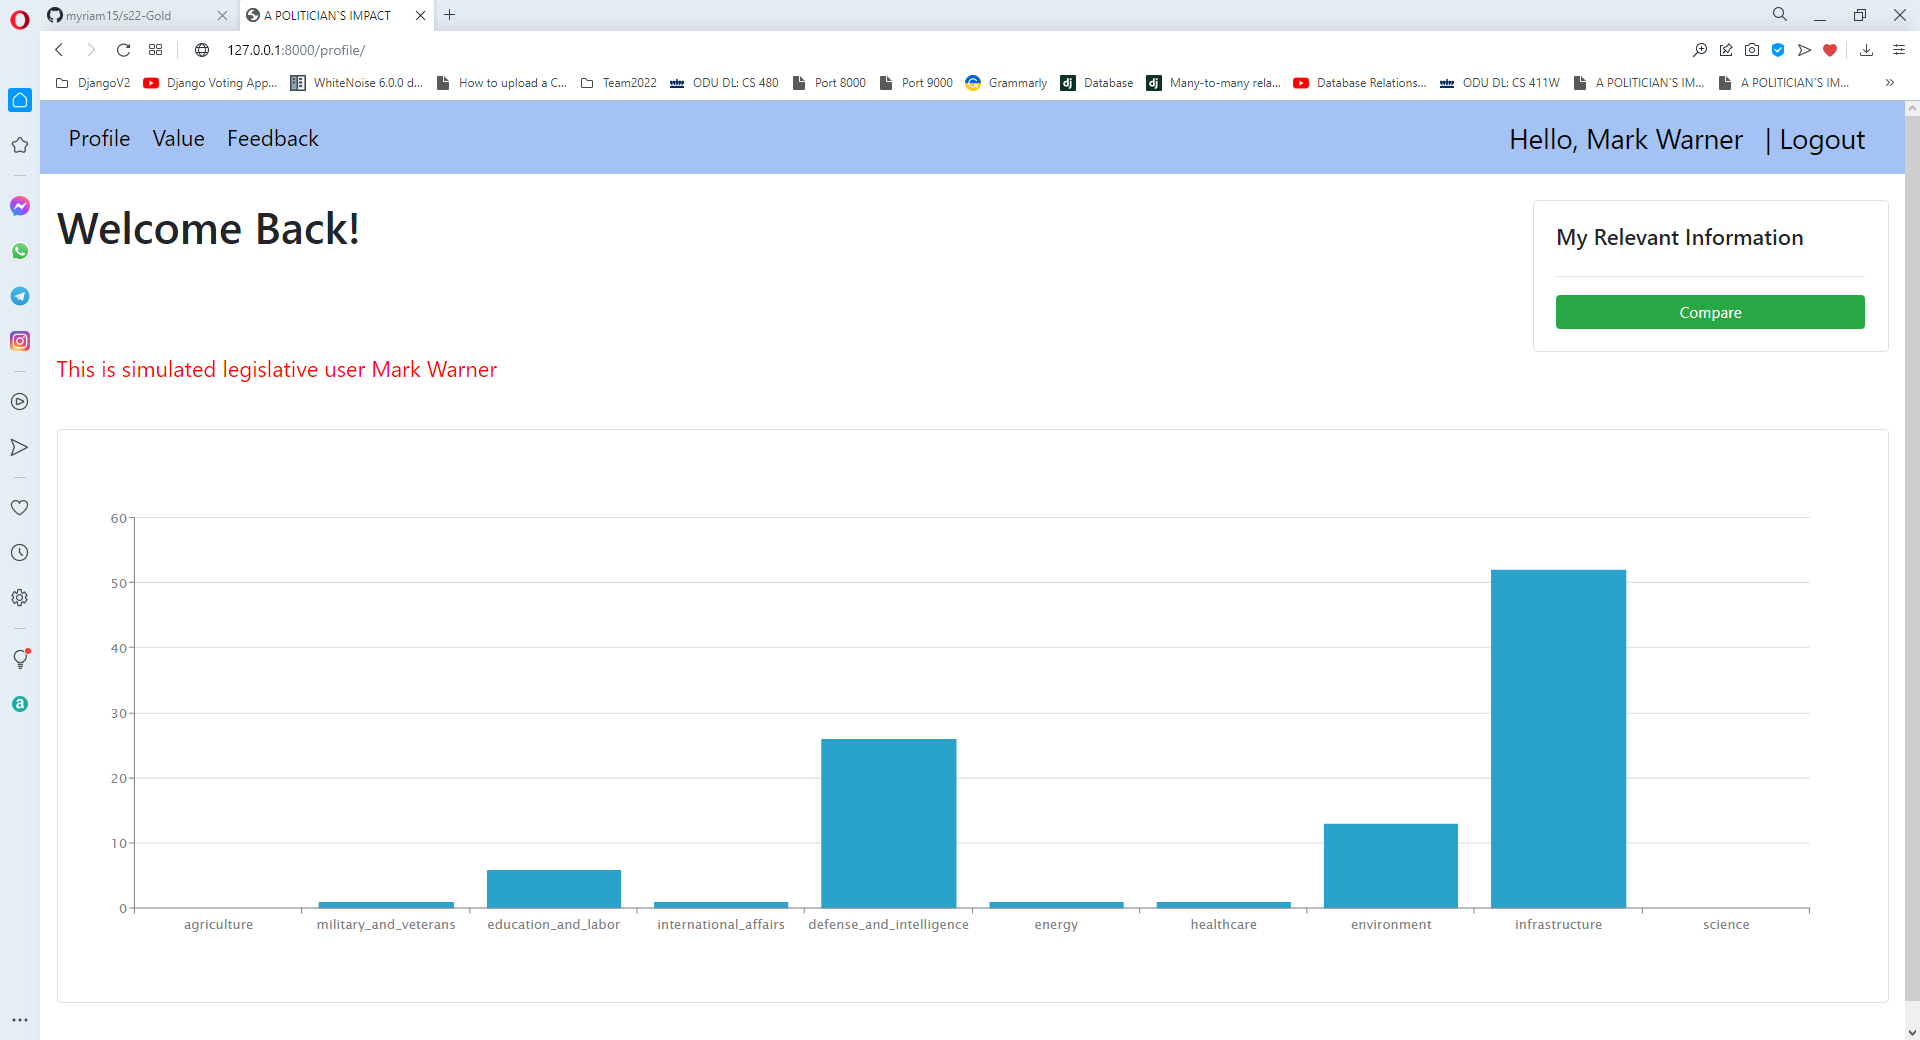 myriam15/s22-Gold
A POLITICIAN`S IMPACT
127.0.0.1:8000/profile/
DjangoV2
Django Voting App...
WhiteNoise 6.0.0 d...
How to upload a C...
Team2022
ODU DL: CS 480
Port 8000
Port 9000
Grammarly
dj
Database
dj
Many-to-many rela...
Database Relations...
ODU DL: CS 411W
A POLITICIAN`S IM...
A POLITICIAN`S IM...
Profile Value Feedback
Hello, Mark Warner | Logout
Welcome Back!
My Relevant Information
Compare
This is simulated legislative user Mark Warner
60
50
40
30
20
10
0
agriculture
military_and_veterans
education_and_labor
international_affairs
defense_and_intelligence
energy
healthcare
environment
infrastructure
science